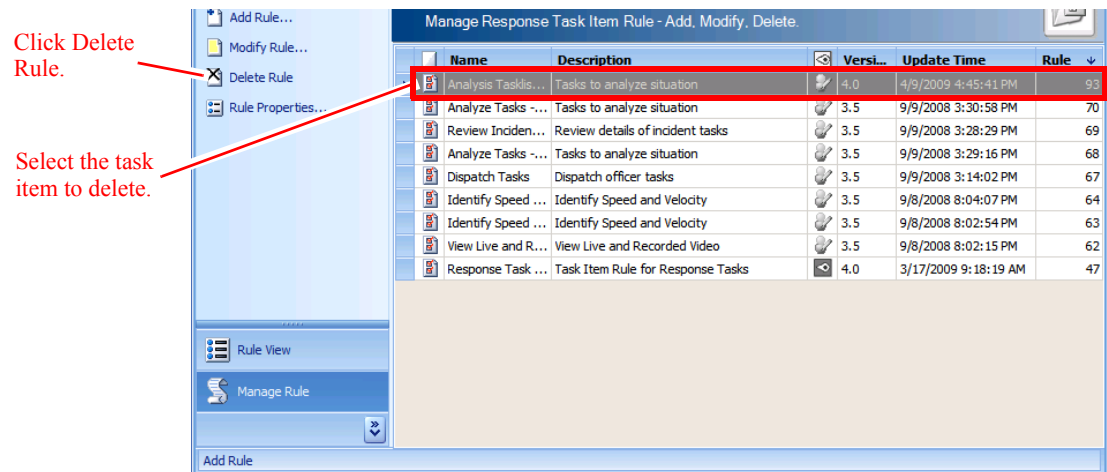 Click Delete
Rule.
Select the task
item to delete.
Add Rule...
Modify Rule...
Delete Rule
Rule Properties...
Rule View
Manage Rule
Add Rule
Manage Response Task Item Rule - Add, Modify, Delete.
Name Description Versi... Update Time Rule
Analysis Tasklis... Tasks to analyze situation 4.0 4/9/2009 4:45:41 PM 93
Analyze Tasks -... Tasks to analyze situation 3.5 9/9/2008 3:30:58 PM 70
Review Inciden... Review details of incident tasks 3.5 9/9/2008 3:28:29 PM 69
Analyze Tasks -... Tasks to analyze situation 3.5 9/9/2008 3:29:16 PM 68
Dispatch Tasks Dispatch officer tasks 3.5 9/9/2008 3:14:02 PM 67
Identify Speed ... Identify Speed and Velocity 3.5 9/8/2008 8:04:07 PM 64
Identify Speed ... Identify Speed and Velocity 3.5 9/8/2008 8:02:54 PM 63
View Live and R... View Live and Recorded Video 3.5 9/8/2008 8:02:15 PM 62
Response Task ... Task Item Rule for Response Tasks 4.0 3/17/2009 9:18:19 AM 47